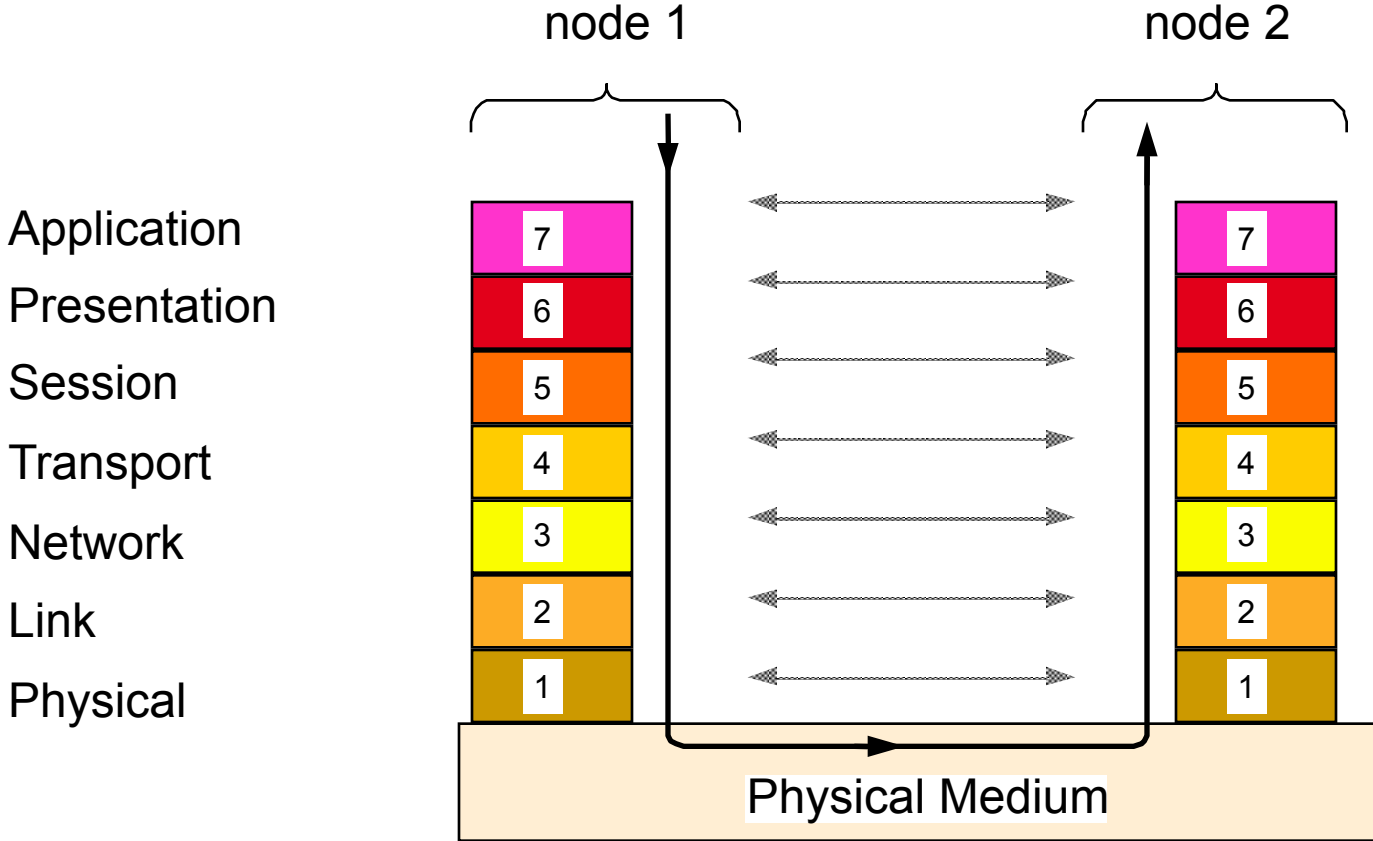 node 1 node 2
Application 7 7
Presentation 6 6
Session 5 5
Transport 4 4
Network 3 3
Link 2 2
Physical 1 1
Physical Medium